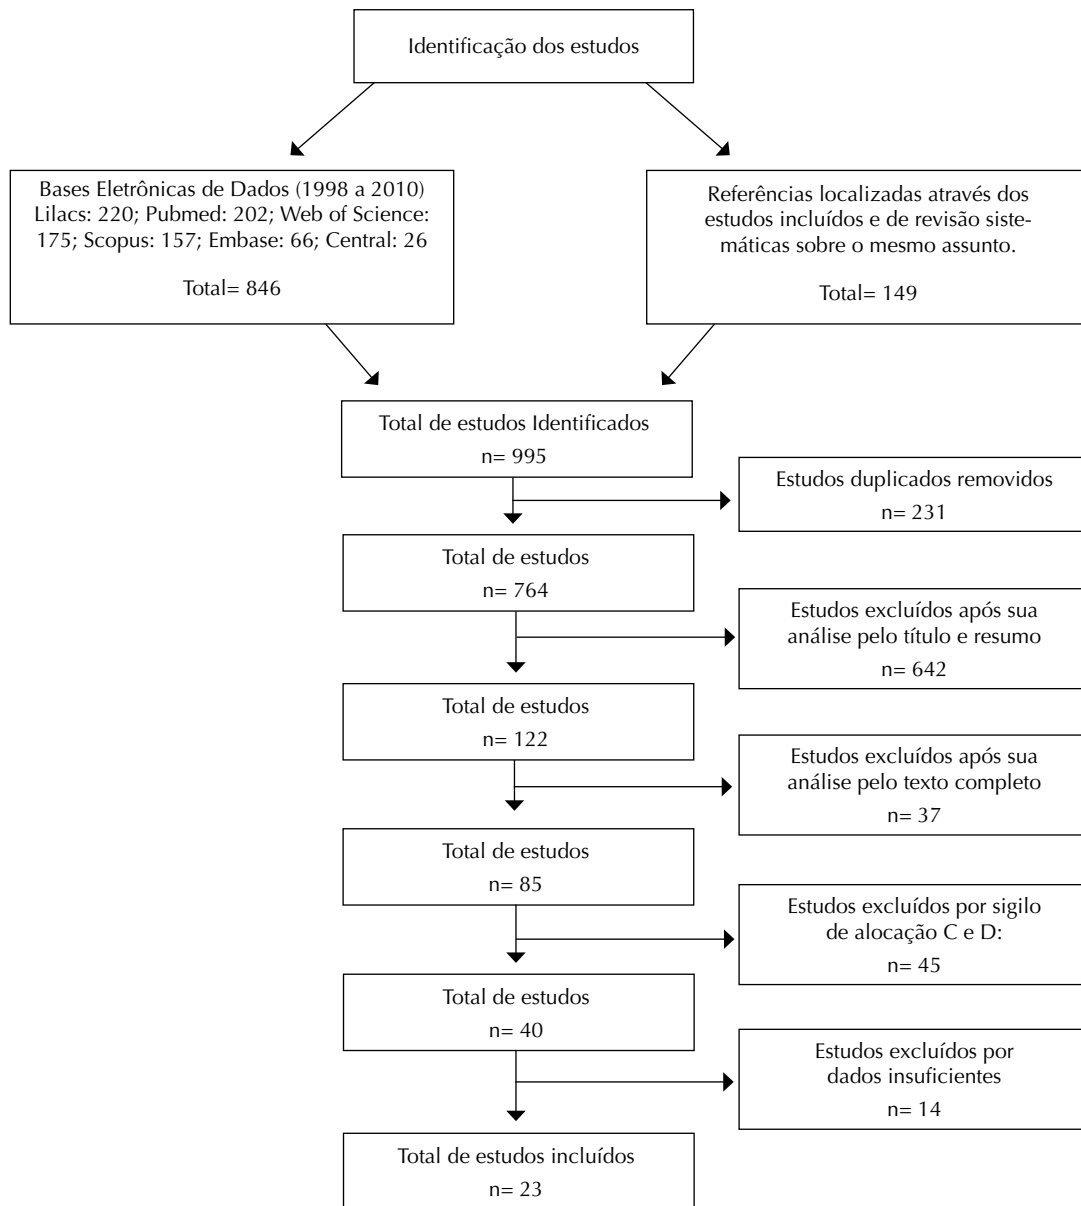 Identificação dos estudos
Bases Eletrônicas de Dados (1998 a 2010)
Lilacs: 220; Pubmed: 202; Web of Science:
175; Scopus: 157; Embase: 66; Central: 26
Total= 846
Referências localizadas através dos
estudos incluídos e de revisão siste-
máticas sobre o mesmo assunto.
Total= 149
Total de estudos Identificados
n= 995
Estudos duplicados removidos
n= 231
Total de estudos
n= 764
Estudos excluídos após sua
análise pelo título e resumo
n= 642
Total de estudos
n= 122
Estudos excluídos após sua
análise pelo texto completo
n= 37
Total de estudos
n= 85
Estudos excluídos por sigilo
de alocação C e D:
n= 45
Total de estudos
n= 40
Estudos excluídos por
dados insuficientes
n= 14
Total de estudos incluídos
n= 23